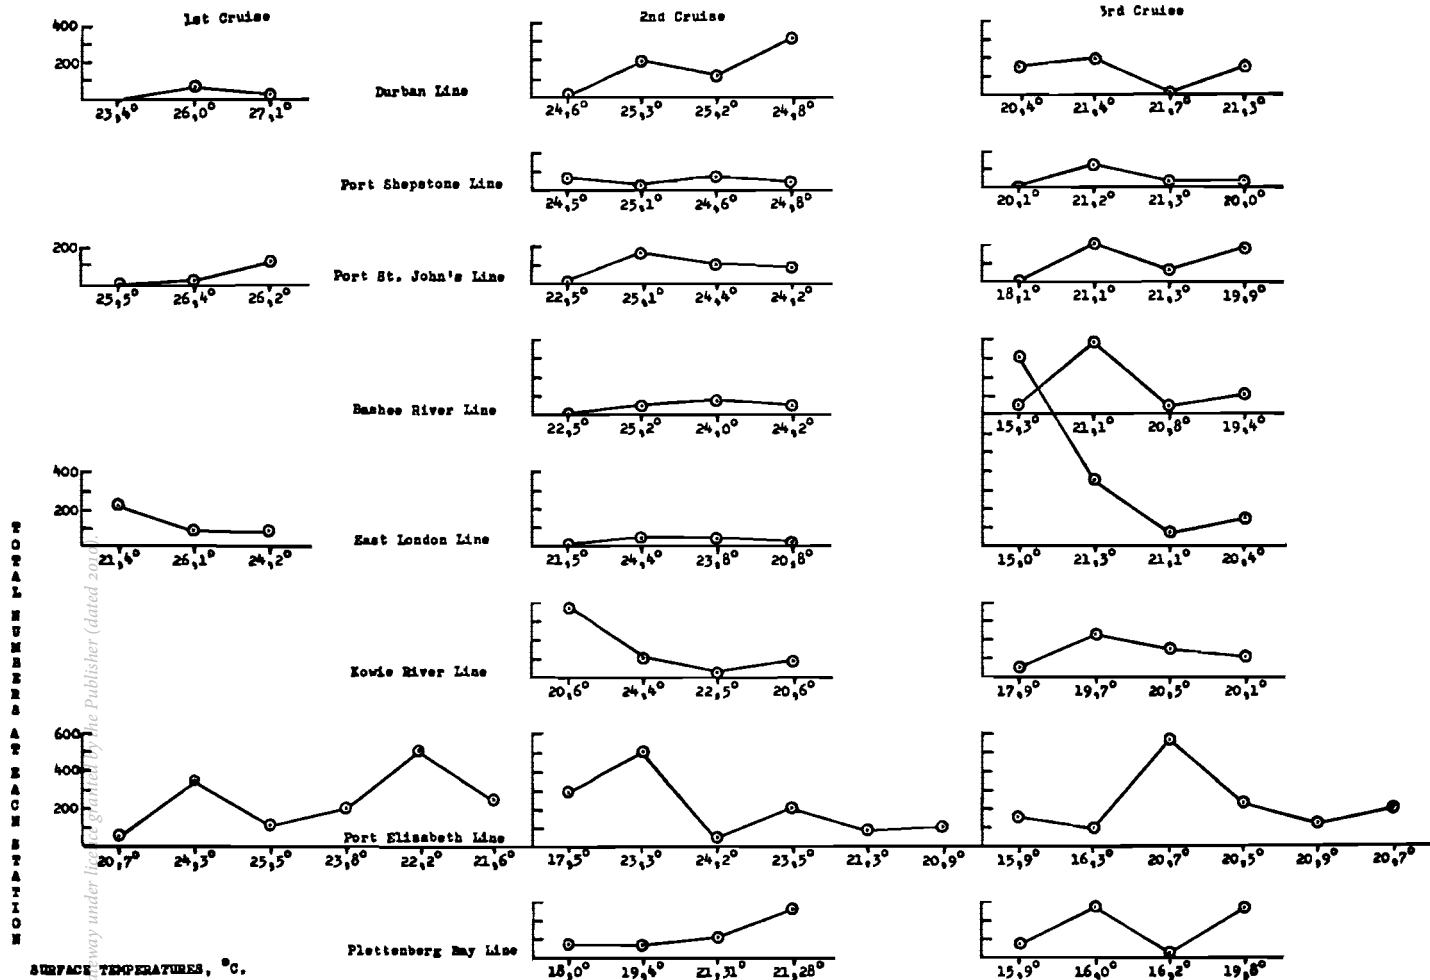 1st Cruise 2nd Cruise 3rd Cruise
400
200
Durban Line
23,4° 26,0° 27,1°
24,6° 25,3° 25,2° 24,8°
20,4° 21,4° 21,7° 21,3°
Port Shepstone Line
24,5° 25,1° 24,6° 24,8°
20,1° 21,2° 21,3° 20,0°
200
Port St. John's Line
25,5° 26,4° 26,2°
22,5° 25,1° 24,4° 24,2°
18,1° 21,1° 21,3° 19,9°
Bashee River Line
22,5° 25,2° 24,0° 24,2°
15,3° 21,1° 20,8° 19,4°
400
200
East London Line
21,4° 26,1° 24,2°
21,5° 24,4° 23,8° 20,8°
15,0° 21,3° 21,1° 20,4°
Kowie River Line
20,6° 24,4° 22,5° 20,6°
17,9° 19,7° 20,5° 20,1°
600
400
200
Port Elizabeth Line
20,7° 24,3° 25,5° 23,8° 22,2° 21,6°
17,5° 23,3° 24,2° 23,5° 21,3° 20,9°
15,9° 16,3° 20,7° 20,5° 20,9° 20,7°
Plettenberg Bay Line
18,0° 19,4° 21,31° 21,28°
15,9° 16,0° 16,2° 19,8°
TOTAL NUMBERS AT EACH STATION
SURFACE TEMPERATURES, °C.
ateway under licence granted by the Publisher (dated 2010).